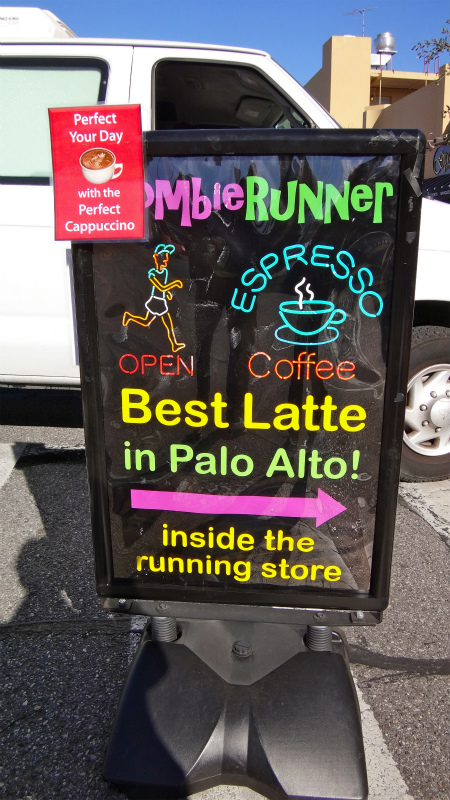 Perfect
Your Day
with the
Perfect
Cappuccino
ombieRUNNer
ESPRESSO
OPEN Coffee
Best Latte
in Palo Alto!
inside the
running store